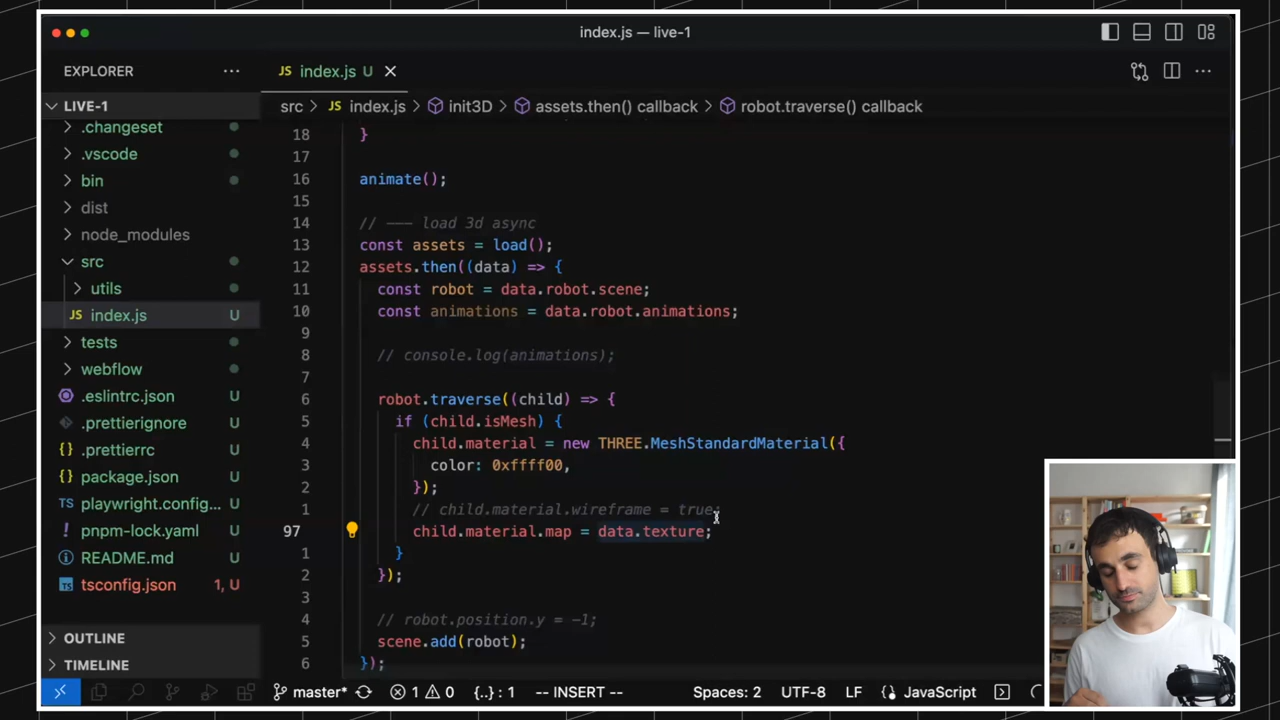 index.js — live-1
EXPLORER
JS index.js U
LIVE-1
src > JS index.js > init3D > assets.then() callback > robot.traverse() callback
.changeset
.vscode
bin
dist
node_modules
src
utils
JS index.js U
tests
webflow
.eslintrc.json U
.prettierignore U
.prettierrc U
package.json U
playwright.config... U
pnpm-lock.yaml U
README.md U
TS tsconfig.json 1, U
OUTLINE
TIMELINE
18 }
17
16 animate();
15
14 // --- load 3d async
13 const assets = load();
12 assets.then((data) => {
11 const robot = data.robot.scene;
10 const animations = data.robot.animations;
9
8 // console.log(animations);
7
6 robot.traverse((child) => {
5 if (child.isMesh) {
4 child.material = new THREE.MeshStandardMaterial({
3 color: 0xffff00,
2 });
1 // child.material.wireframe = true;
97 child.material.map = data.texture;
1 }
2 });
3
4 // robot.position.y = -1;
5 scene.add(robot);
6 });
master* 1 0 {..} : 1 -- INSERT -- Spaces: 2 UTF-8 LF JavaScript